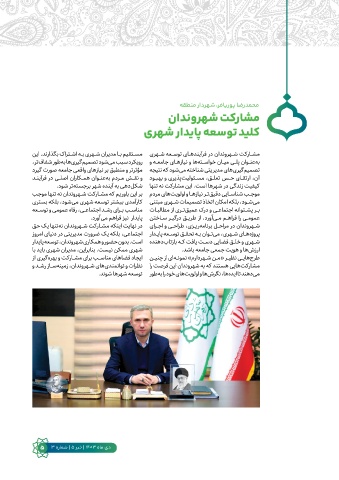 محمدرضا پوریابر، شهردار منطقه
مشارکت شهروندان
کلید توسعه پایدار شهری
مشارکت شهروندان در فرآیندهای توسعه شهری
به‌عنوان پلی میان خواسته‌ها و نیازهای جامعه و
تصمیم‌گیری‌های مدیریتی شناخته می‌شود که نتیجه
آن، ارتقای حس تعلق، مسئولیت‌پذیری و بهبود
کیفیت زندگی در شهرها است. این مشارکت نه تنها
موجب شناسایی دقیق‌تر نیازها و اولویت‌های مردم
می‌شود، بلکه امکان اتخاذ تصمیمات شهری مبتنی
بر پشتوانه اجتماعی و درک عمیق‌تری از مطالبات
عمومی را فراهم می‌آورد. از طریق درگیر ساختن
شهروندان در مراحل برنامه‌ریزی، طراحی و اجرای
پروژه‌های شهری، می‌توان به تحقق توسعه پایدار
شهری و خلق فضایی دست یافت که بازتاب‌دهنده
ارزش‌ها و هویت جمعی جامعه باشد.
طرح‌هایی نظیر «من شهردارم» نمونه‌ای از چنین
مشارکت‌هایی هستند که به شهروندان این فرصت را
می‌دهند تا ایده‌ها، نگرش‌ها و اولویت‌های خود را به‌طور
مستقیم با مدیران شهری به اشتراک بگذارند. این
رویکرد سبب می‌شود تصمیم‌گیری‌ها به‌طور شفاف‌تر،
مؤثرتر و منطبق بر نیازهای واقعی جامعه صورت گیرد
و نقش مردم به‌عنوان همکاران اصلی در فرآیند
شکل‌دهی به آینده شهر برجسته‌تر شود.
بر این باوریم که مشارکت شهروندان نه تنها موجب
کارآمدی بیشتر توسعه شهری می‌شود، بلکه بستری
مناسب برای رشد اجتماعی، رفاه عمومی و توسعه
پایدار نیز فراهم می‌آورد.
در نهایت اینکه مشارکت شهروندان نه‌تنها یک حق
اجتماعی، بلکه یک ضرورت مدیریتی در دنیای امروز
است. بدون حضور و همکاری شهروندان، توسعه پایدار
شهری ممکن نیست. بنابراین، مدیران شهری باید با
ایجاد فضاهای مناسب برای مشارکت و بهره‌گیری از
نظرات و توانمندی‌های شهروندان، زمینه‌ساز رشد و
توسعه شهرها شوند.
دی ماه ۱۴۰۳ | شماره ۳
۵